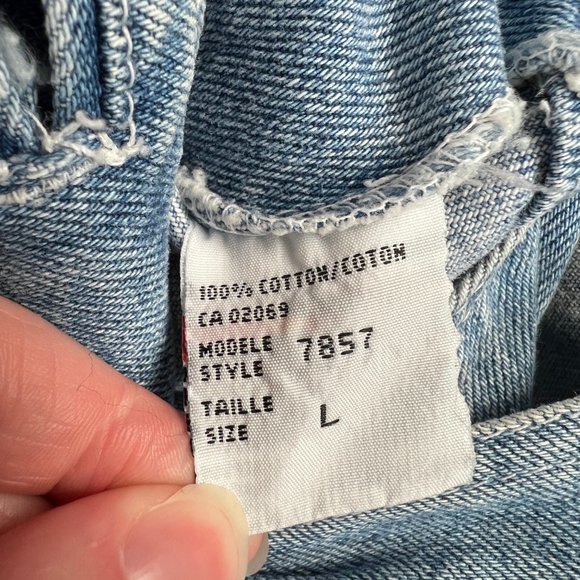 100% COTTON/COTON
CA 02069
MODELE
STYLE 7857
TAILLE
SIZE L